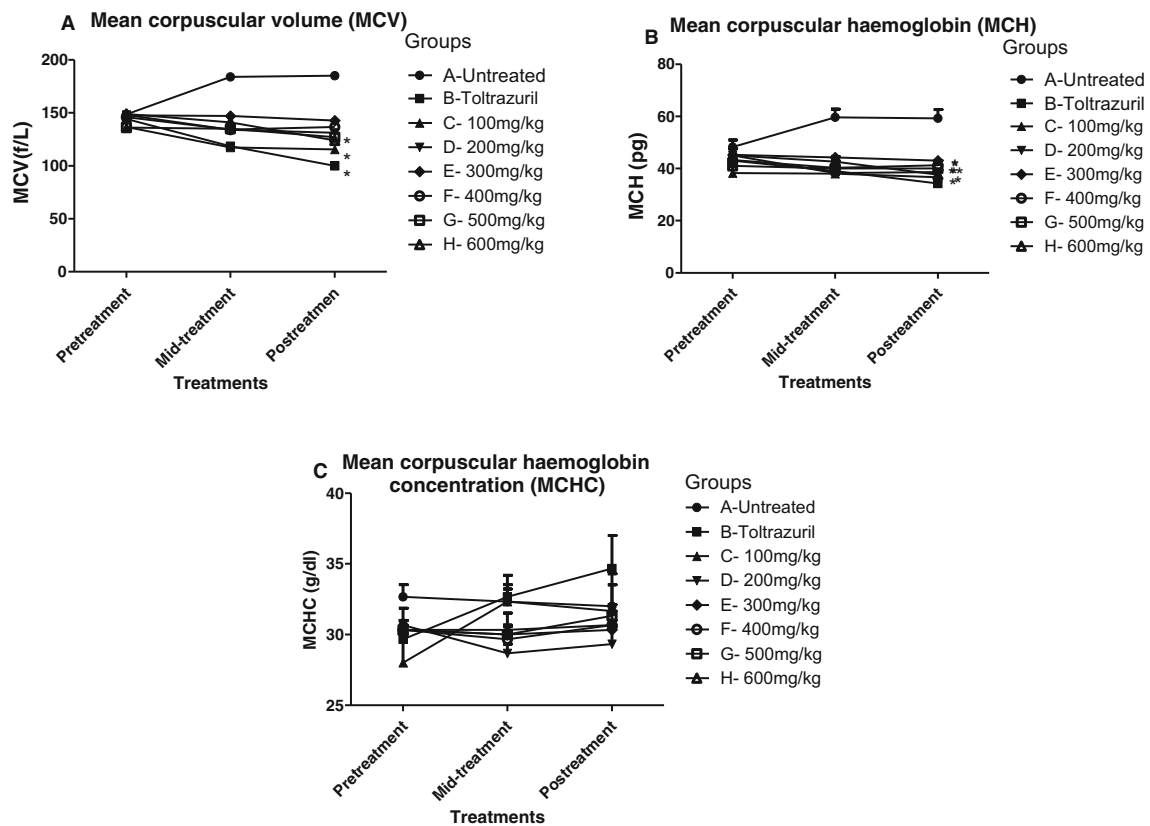 A Mean corpuscular volume (MCV)
MCV(f/L)
200
150
100
50
0
*
*
*
Pretreatment
Mid-treatment
Postreatmen
Treatments
Groups
A-Untreated
B-Toltrazuril
C- 100mg/kg
D- 200mg/kg
E- 300mg/kg
F- 400mg/kg
G- 500mg/kg
H- 600mg/kg
B Mean corpuscular haemoglobin (MCH)
MCH (pg)
80
60
40
20
0
*
**
**
Pretreatment
Mid-treatment
Postreatment
Treatments
Groups
A-Untreated
B-Toltrazuril
C- 100mg/kg
D- 200mg/kg
E- 300mg/kg
F- 400mg/kg
G- 500mg/kg
H- 600mg/kg
C Mean corpuscular haemoglobin
concentration (MCHC)
MCHC (g/dl)
40
35
30
25
Pretreatment
Mid-treatment
Postreatment
Treatments
Groups
A-Untreated
B-Toltrazuril
C- 100mg/kg
D- 200mg/kg
E- 300mg/kg
F- 400mg/kg
G- 500mg/kg
H- 600mg/kg